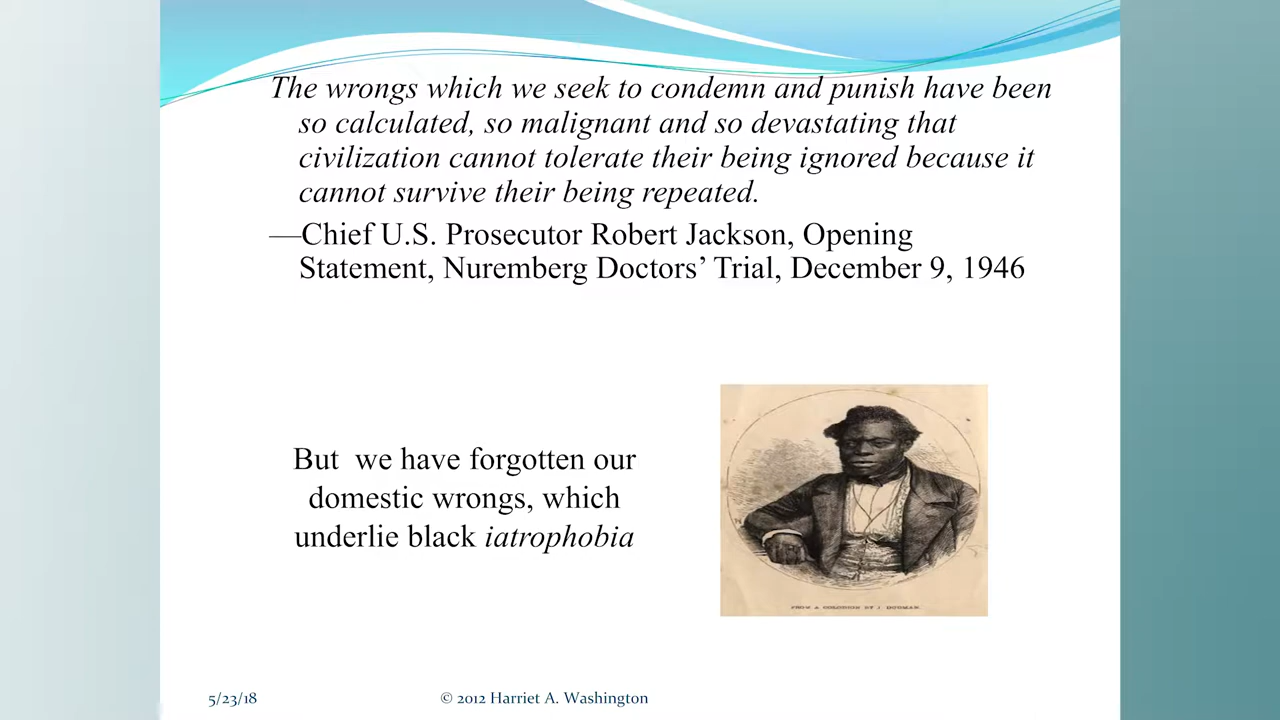 The wrongs which we seek to condemn and punish have been
so calculated, so malignant and so devastating that
civilization cannot tolerate their being ignored because it
cannot survive their being repeated.
—Chief U.S. Prosecutor Robert Jackson, Opening
Statement, Nuremberg Doctors’ Trial, December 9, 1946
But we have forgotten our
domestic wrongs, which
underlie black iatrophobia
FROM A BY J
5/23/18
© 2012 Harriet A. Washington